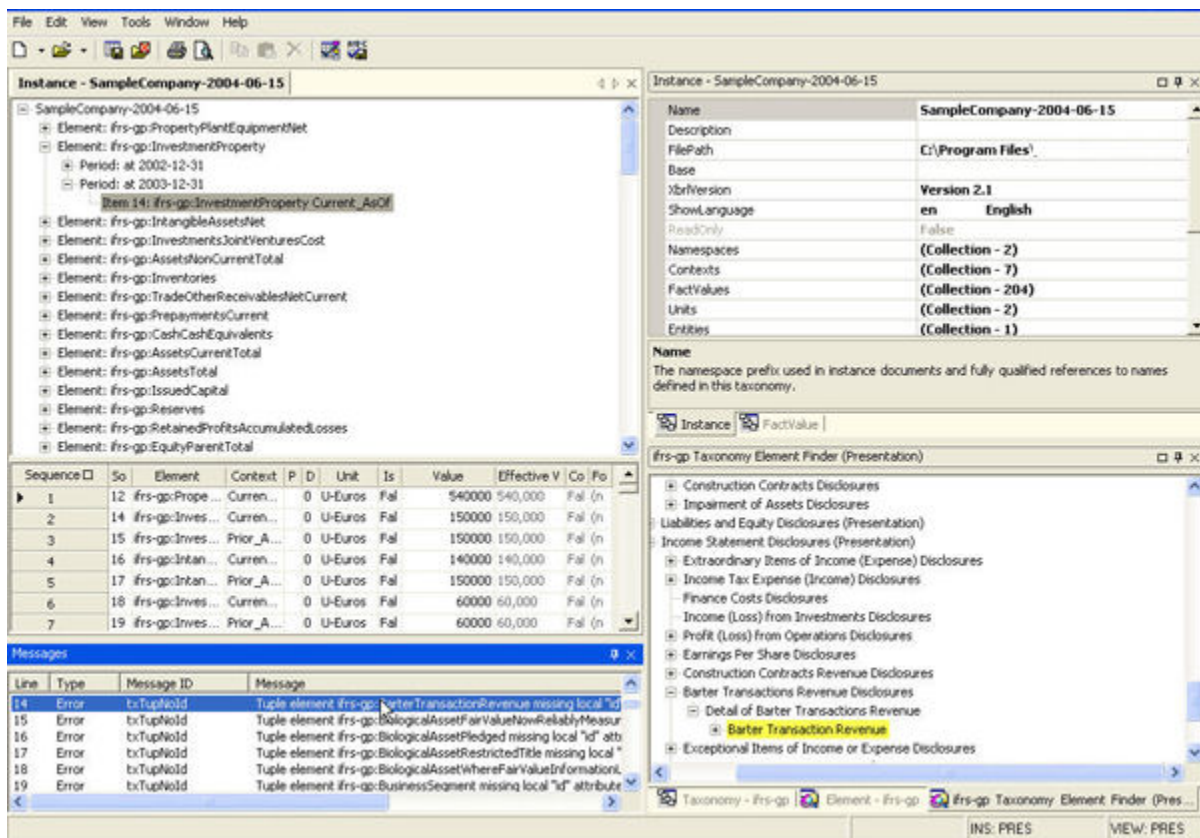 File Edit View Tools Window Help
Instance - SampleCompany-2004-06-15
SampleCompany-2004-06-15
Element: ifrs-gp:PropertyPlantEquipmentNet
Element: ifrs-gp:InvestmentProperty
Period: at 2002-12-31
Period: at 2003-12-31
Item 14: ifrs-gp:InvestmentProperty Current_AsOf
Element: ifrs-gp:IntangibleAssetsNet
Element: ifrs-gp:InvestmentsJointVenturesCost
Element: ifrs-gp:AssetsNonCurrentTotal
Element: ifrs-gp:Inventories
Element: ifrs-gp:TradeOtherReceivablesNetCurrent
Element: ifrs-gp:PrepaymentsCurrent
Element: ifrs-gp:CashCashEquivalents
Element: ifrs-gp:AssetsCurrentTotal
Element: ifrs-gp:AssetsTotal
Element: ifrs-gp:IssuedCapital
Element: ifrs-gp:Reserves
Element: ifrs-gp:RetainedProfitsAccumulatedLosses
Element: ifrs-gp:EquityParentTotal
Sequence So Element Context P D Unit Is Value Effective V Co Fo
1 12 ifrs-gp:Prope... Curren... 0 U-Euros Fal 540000 540,000 Fal (n
2 14 ifrs-gp:Inves... Curren... 0 U-Euros Fal 150000 150,000 Fal (n
3 15 ifrs-gp:Inves... Prior_A... 0 U-Euros Fal 150000 150,000 Fal (n
4 16 ifrs-gp:Intan... Curren... 0 U-Euros Fal 140000 140,000 Fal (n
5 17 ifrs-gp:Intan... Prior_A... 0 U-Euros Fal 150000 150,000 Fal (n
6 18 ifrs-gp:Inves... Curren... 0 U-Euros Fal 60000 60,000 Fal (n
7 19 ifrs-gp:Inves... Prior_A... 0 U-Euros Fal 60000 60,000 Fal (n
Messages
Line Type Message ID Message
14 Error txTupNoId Tuple element ifrs-gp:BarterTransactionRevenue missing local "id"
15 Error txTupNoId Tuple element ifrs-gp:BiologicalAssetFairValueNowReliablyMeasur
16 Error txTupNoId Tuple element ifrs-gp:BiologicalAssetPledged missing local "id" attr
17 Error txTupNoId Tuple element ifrs-gp:BiologicalAssetRestrictedTitle missing local "
18 Error txTupNoId Tuple element ifrs-gp:BiologicalAssetWhereFairValueInformationL
19 Error txTupNoId Tuple element ifrs-gp:BusinessSegment missing local "id" attribute
Instance - SampleCompany-2004-06-15
Name SampleCompany-2004-06-15
Description
FilePath C:\Program Files\
Base
XbrlVersion Version 2.1
ShowLanguage en English
ReadOnly False
Namespaces (Collection - 2)
Contexts (Collection - 7)
FactValues (Collection - 204)
Units (Collection - 2)
Entities (Collection - 1)
Name
The namespace prefix used in instance documents and fully qualified references to names
defined in this taxonomy.
Instance FactValue
ifrs-gp Taxonomy Element Finder (Presentation)
Construction Contracts Disclosures
Impairment of Assets Disclosures
Liabilities and Equity Disclosures (Presentation)
Income Statement Disclosures (Presentation)
Extraordinary Items of Income (Expense) Disclosures
Income Tax Expense (Income) Disclosures
Finance Costs Disclosures
Income (Loss) from Investments Disclosures
Profit (Loss) from Operations Disclosures
Earnings Per Share Disclosures
Construction Contracts Revenue Disclosures
Barter Transactions Revenue Disclosures
Detail of Barter Transactions Revenue
Barter Transaction Revenue
Exceptional Items of Income or Expense Disclosures
Taxonomy - ifrs-gp Element - ifrs-gp ifrs-gp Taxonomy Element Finder (Pres...
INS: PRES VIEW: PRES